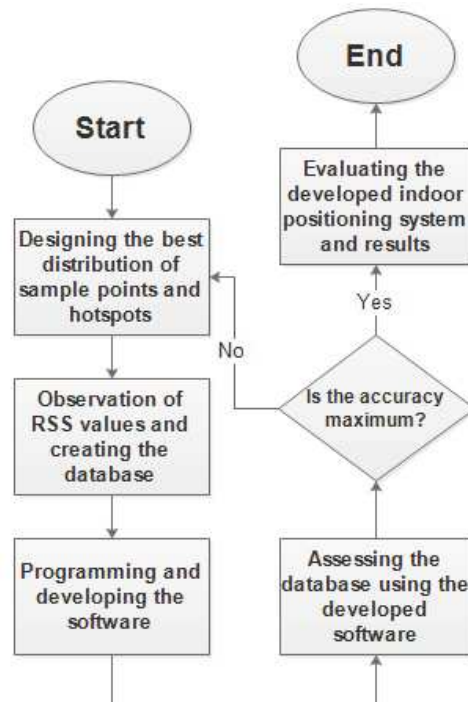 Start
Designing the best
distribution of
sample points and
hotspots
Observation of
RSS values and
creating the
database
Programming and
developing the
software
Assessing the
database using the
developed
software
Is the accuracy
maximum?
No
Yes
Evaluating the
developed indoor
positioning system
and results
End